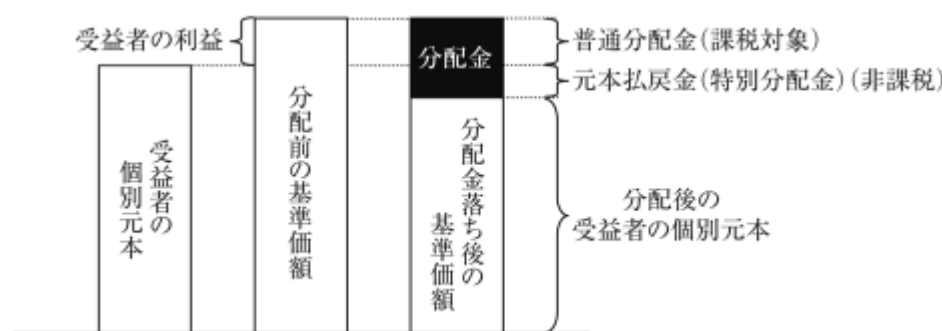 受益者の利益
分配金
普通分配金(課税対象)
元本払戻金(特別分配金)(非課税)
受益者の
個別元本
分配前の基準価額
分配金落ち後の
基準価額
分配後の
受益者の個別元本